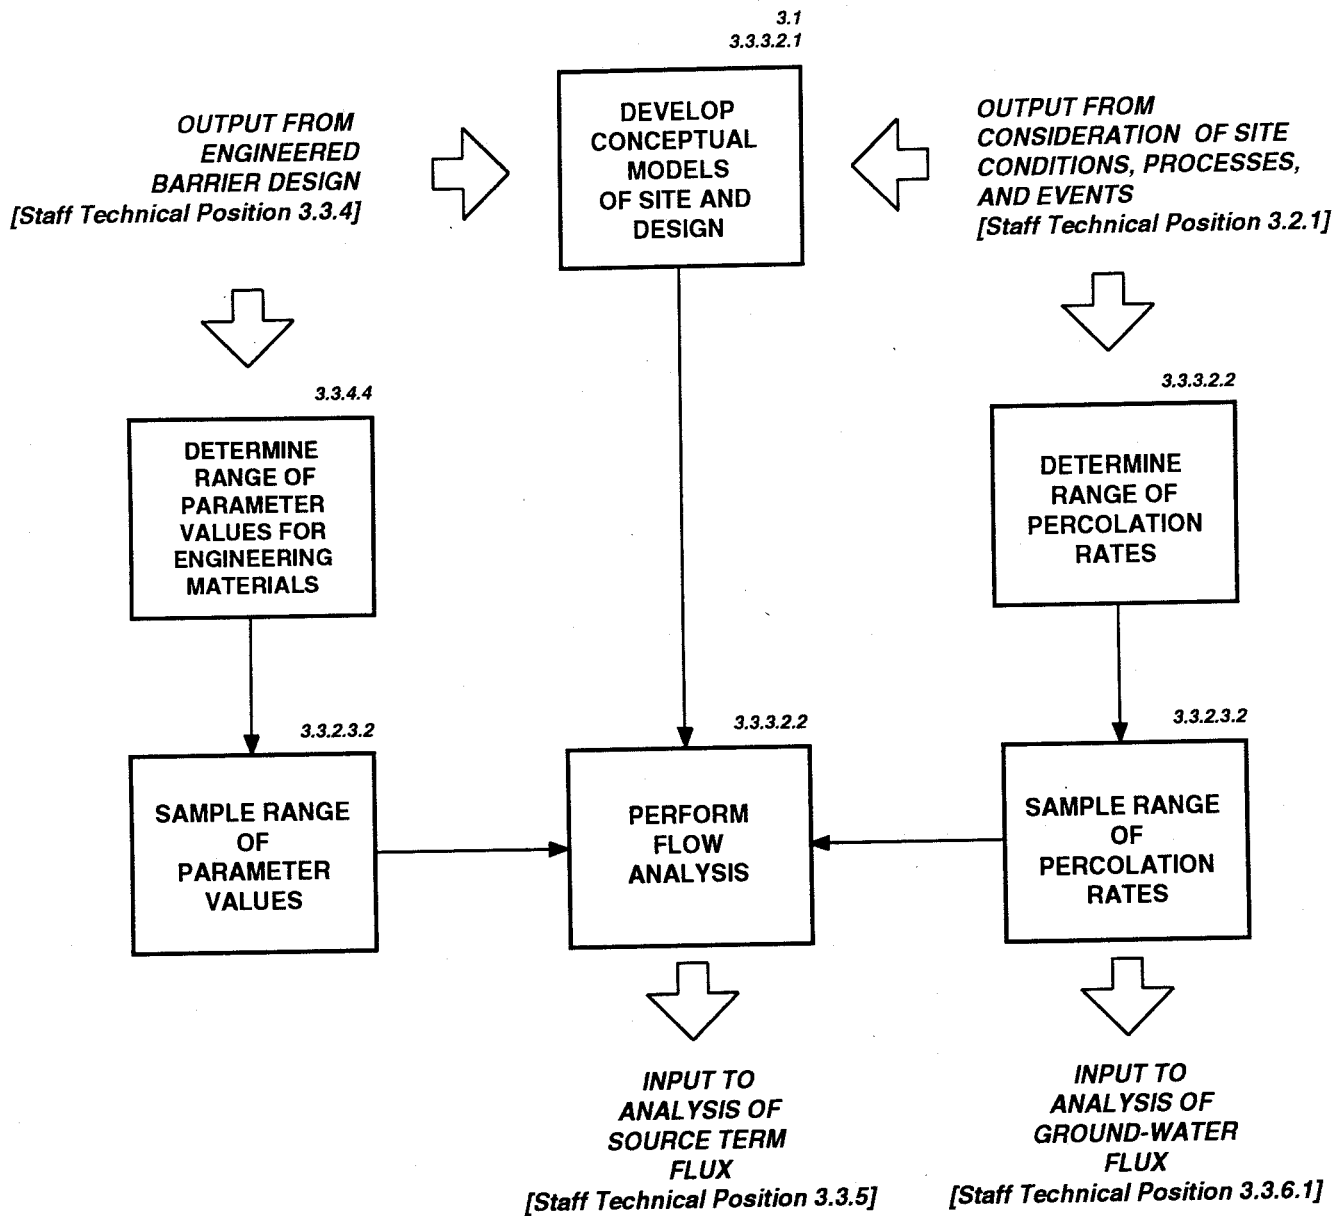 3.1
3.3.3.2.1
DEVELOP
CONCEPTUAL
MODELS
OF SITE AND
DESIGN
OUTPUT FROM
ENGINEERED
BARRIER DESIGN
[Staff Technical Position 3.3.4]
OUTPUT FROM
CONSIDERATION OF SITE
CONDITIONS, PROCESSES,
AND EVENTS
[Staff Technical Position 3.2.1]
3.3.4.4
DETERMINE
RANGE OF
PARAMETER
VALUES FOR
ENGINEERING
MATERIALS
3.3.3.2.2
DETERMINE
RANGE OF
PERCOLATION
RATES
3.3.2.3.2
SAMPLE RANGE
OF
PARAMETER
VALUES
3.3.3.2.2
PERFORM
FLOW
ANALYSIS
3.3.2.3.2
SAMPLE RANGE
OF
PERCOLATION
RATES
INPUT TO
ANALYSIS OF
SOURCE TERM
FLUX
[Staff Technical Position 3.3.5]
INPUT TO
ANALYSIS OF
GROUND-WATER
FLUX
[Staff Technical Position 3.3.6.1]